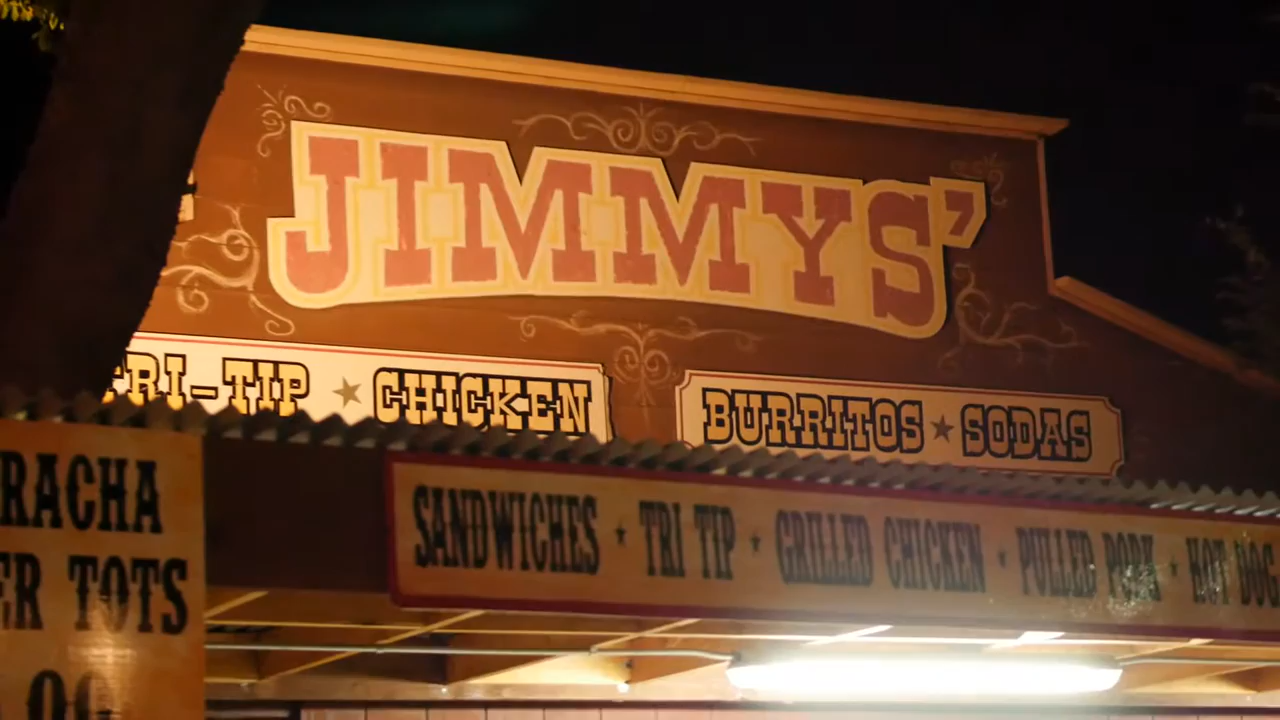 JIMMYS'
TRI-TIP ★ CHICKEN
BURRITOS ★ SODAS
SANDWICHES ★ TRI TIP ★ GRILLED CHICKEN ★ PULLED PORK ★ HOT DOG
RACHA
ER TOTS